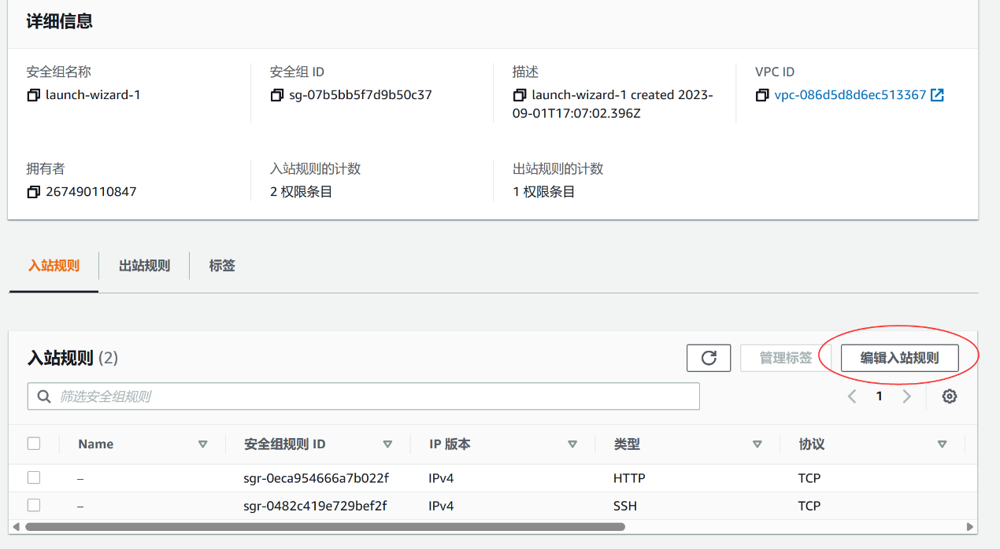 详细信息
安全组名称
launch-wizard-1
安全组 ID
sg-07b5bb5f7d9b50c37
描述
launch-wizard-1 created 2023-
09-01T17:07:02.396Z
VPC ID
vpc-086d5d8d6ec513367
拥有者
267490110847
入站规则的计数
2 权限条目
出站规则的计数
1 权限条目
入站规则 出站规则 标签
入站规则 (2) 管理标签 编辑入站规则
筛选安全组规则 1
Name 安全组规则 ID IP 版本 类型 协议
– sgr-0eca954666a7b022f IPv4 HTTP TCP
– sgr-0482c419e729bef2f IPv4 SSH TCP